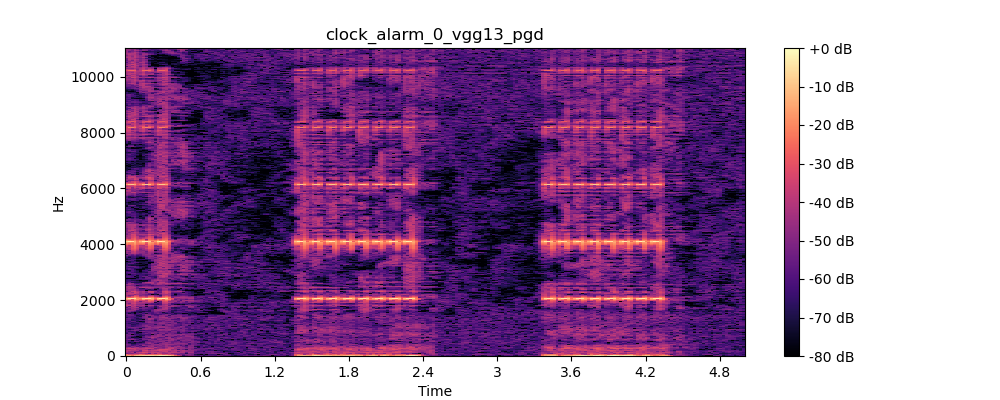 clock_alarm_0_vgg13_pgd
Hz
10000
8000
6000
4000
2000
0
0 0.6 1.2 1.8 2.4 3 3.6 4.2 4.8
Time
+0 dB
-10 dB
-20 dB
-30 dB
-40 dB
-50 dB
-60 dB
-70 dB
-80 dB